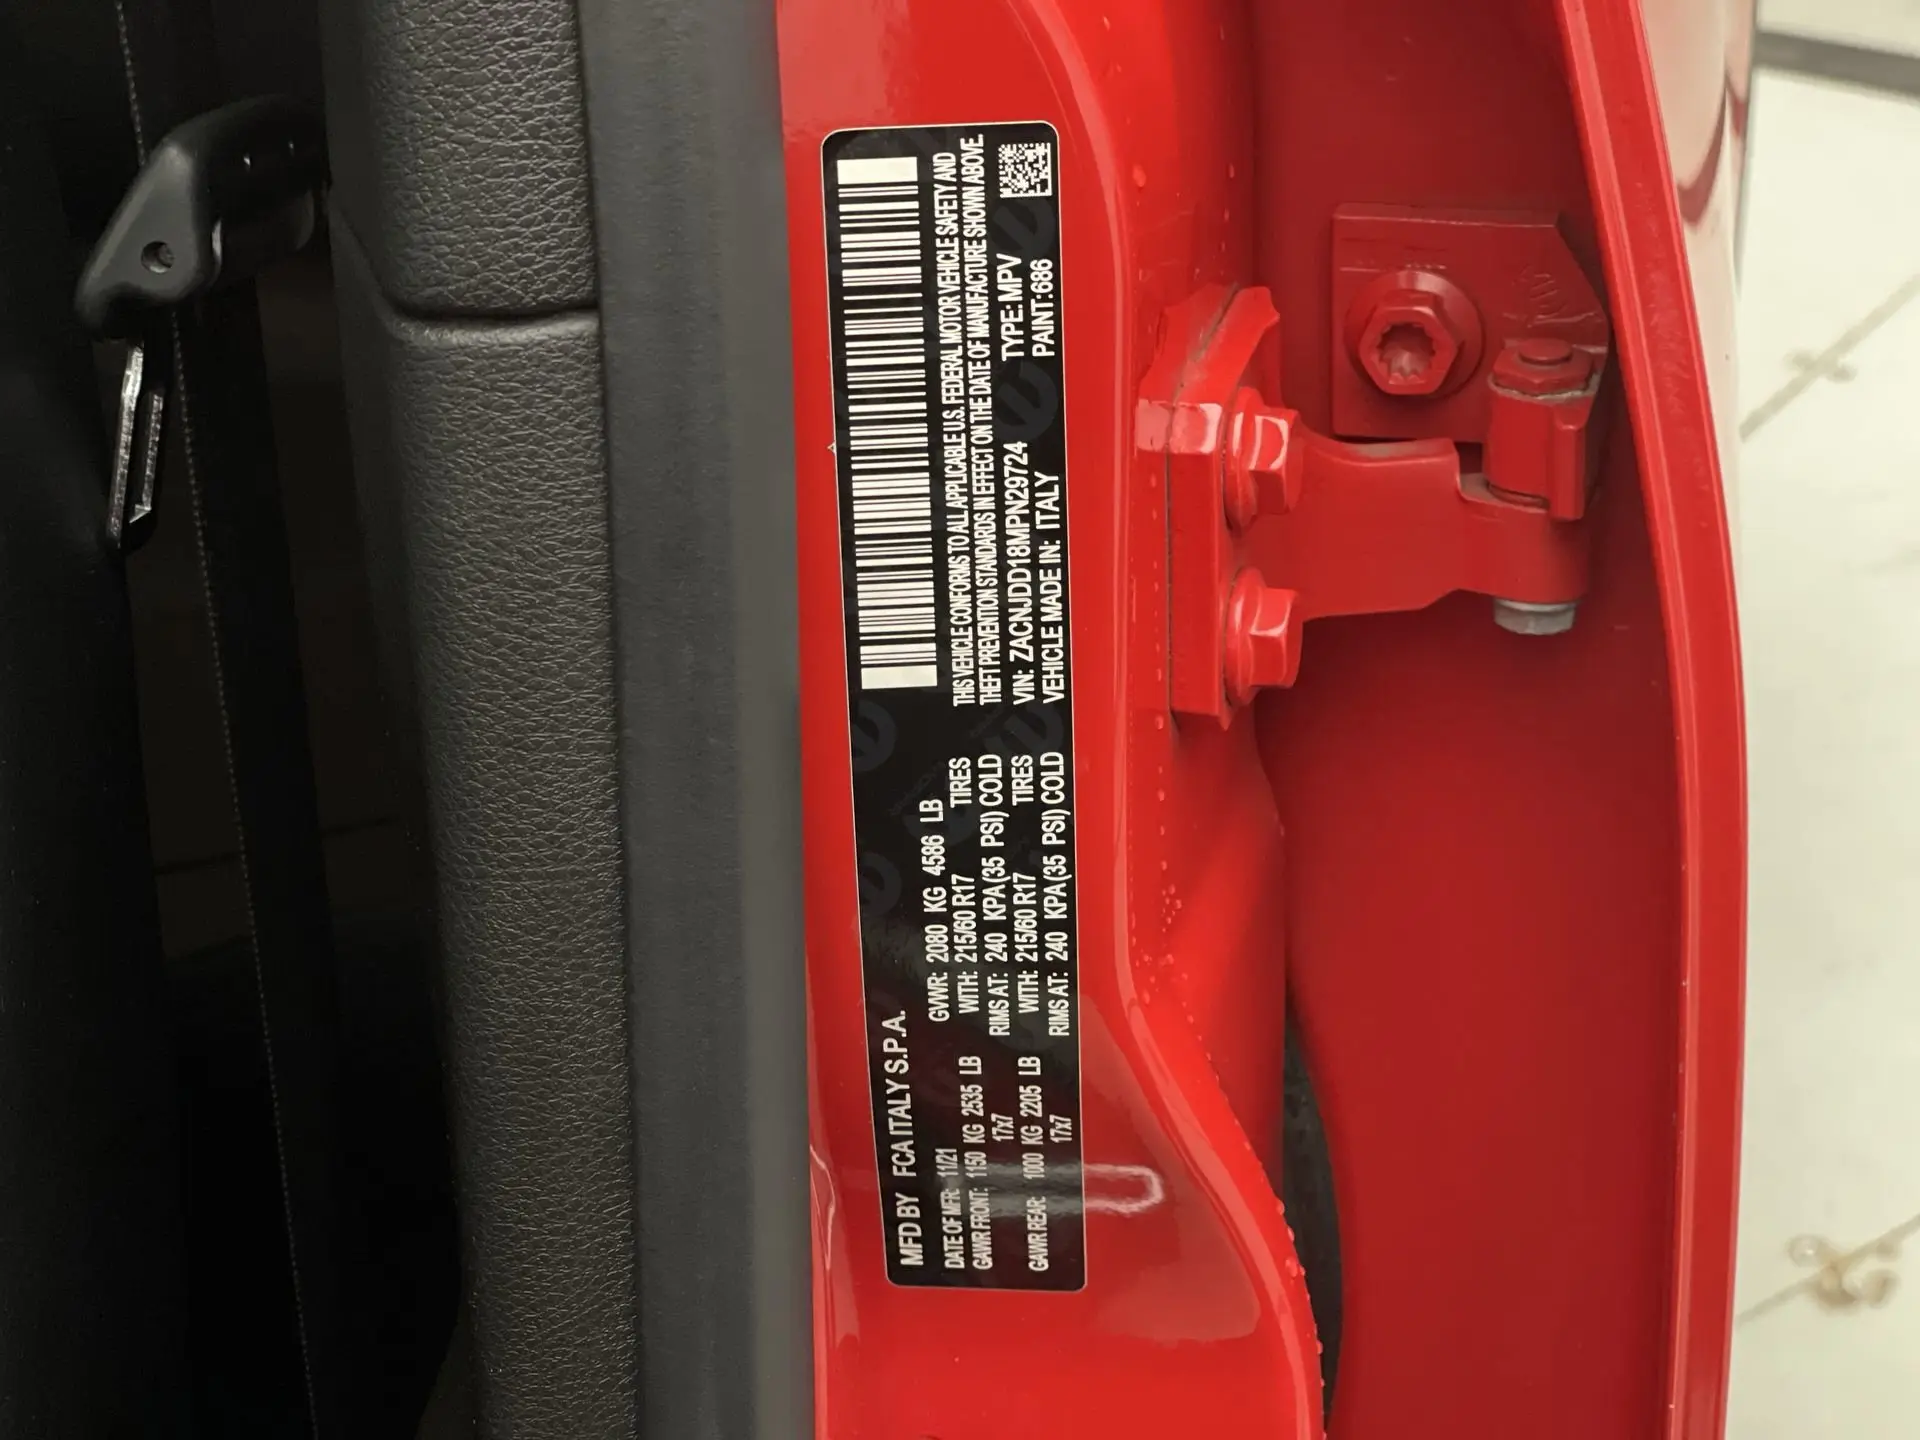 MFD BY FCA ITALY S.P.A.
DATE OF MFR: 11/21 GVWR: 2080 KG 4586 LB
GAWR FRONT: 1150 KG 2535 LB WITH: 215/60 R17 TIRES
17x7 RIMS AT: 240 KPA(35 PSI) COLD
GAWR REAR: 1000 KG 2205 LB WITH: 215/60 R17 TIRES
17x7 RIMS AT: 240 KPA(35 PSI) COLD
THIS VEHICLE CONFORMS TO ALL APPLICABLE U.S. FEDERAL MOTOR VEHICLE SAFETY AND
THEFT PREVENTION STANDARDS IN EFFECT ON THE DATE OF MANUFACTURE SHOWN ABOVE.
VIN: ZACNJDD18MPN29724 TYPE: MPV
VEHICLE MADE IN: ITALY PAINT:686